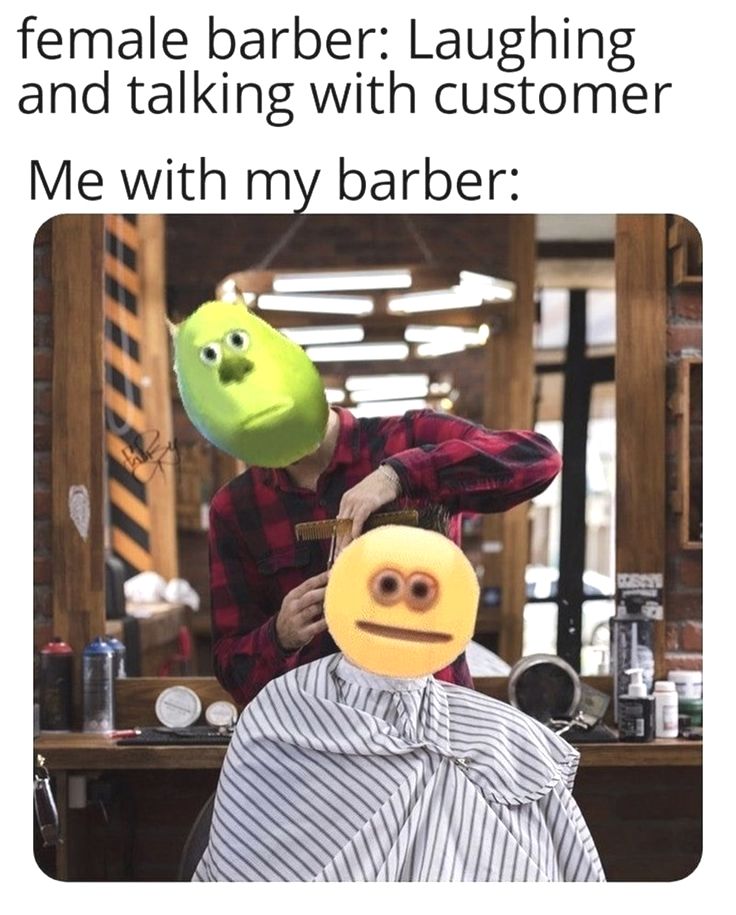 female barber: Laughing
and talking with customer
Me with my barber: